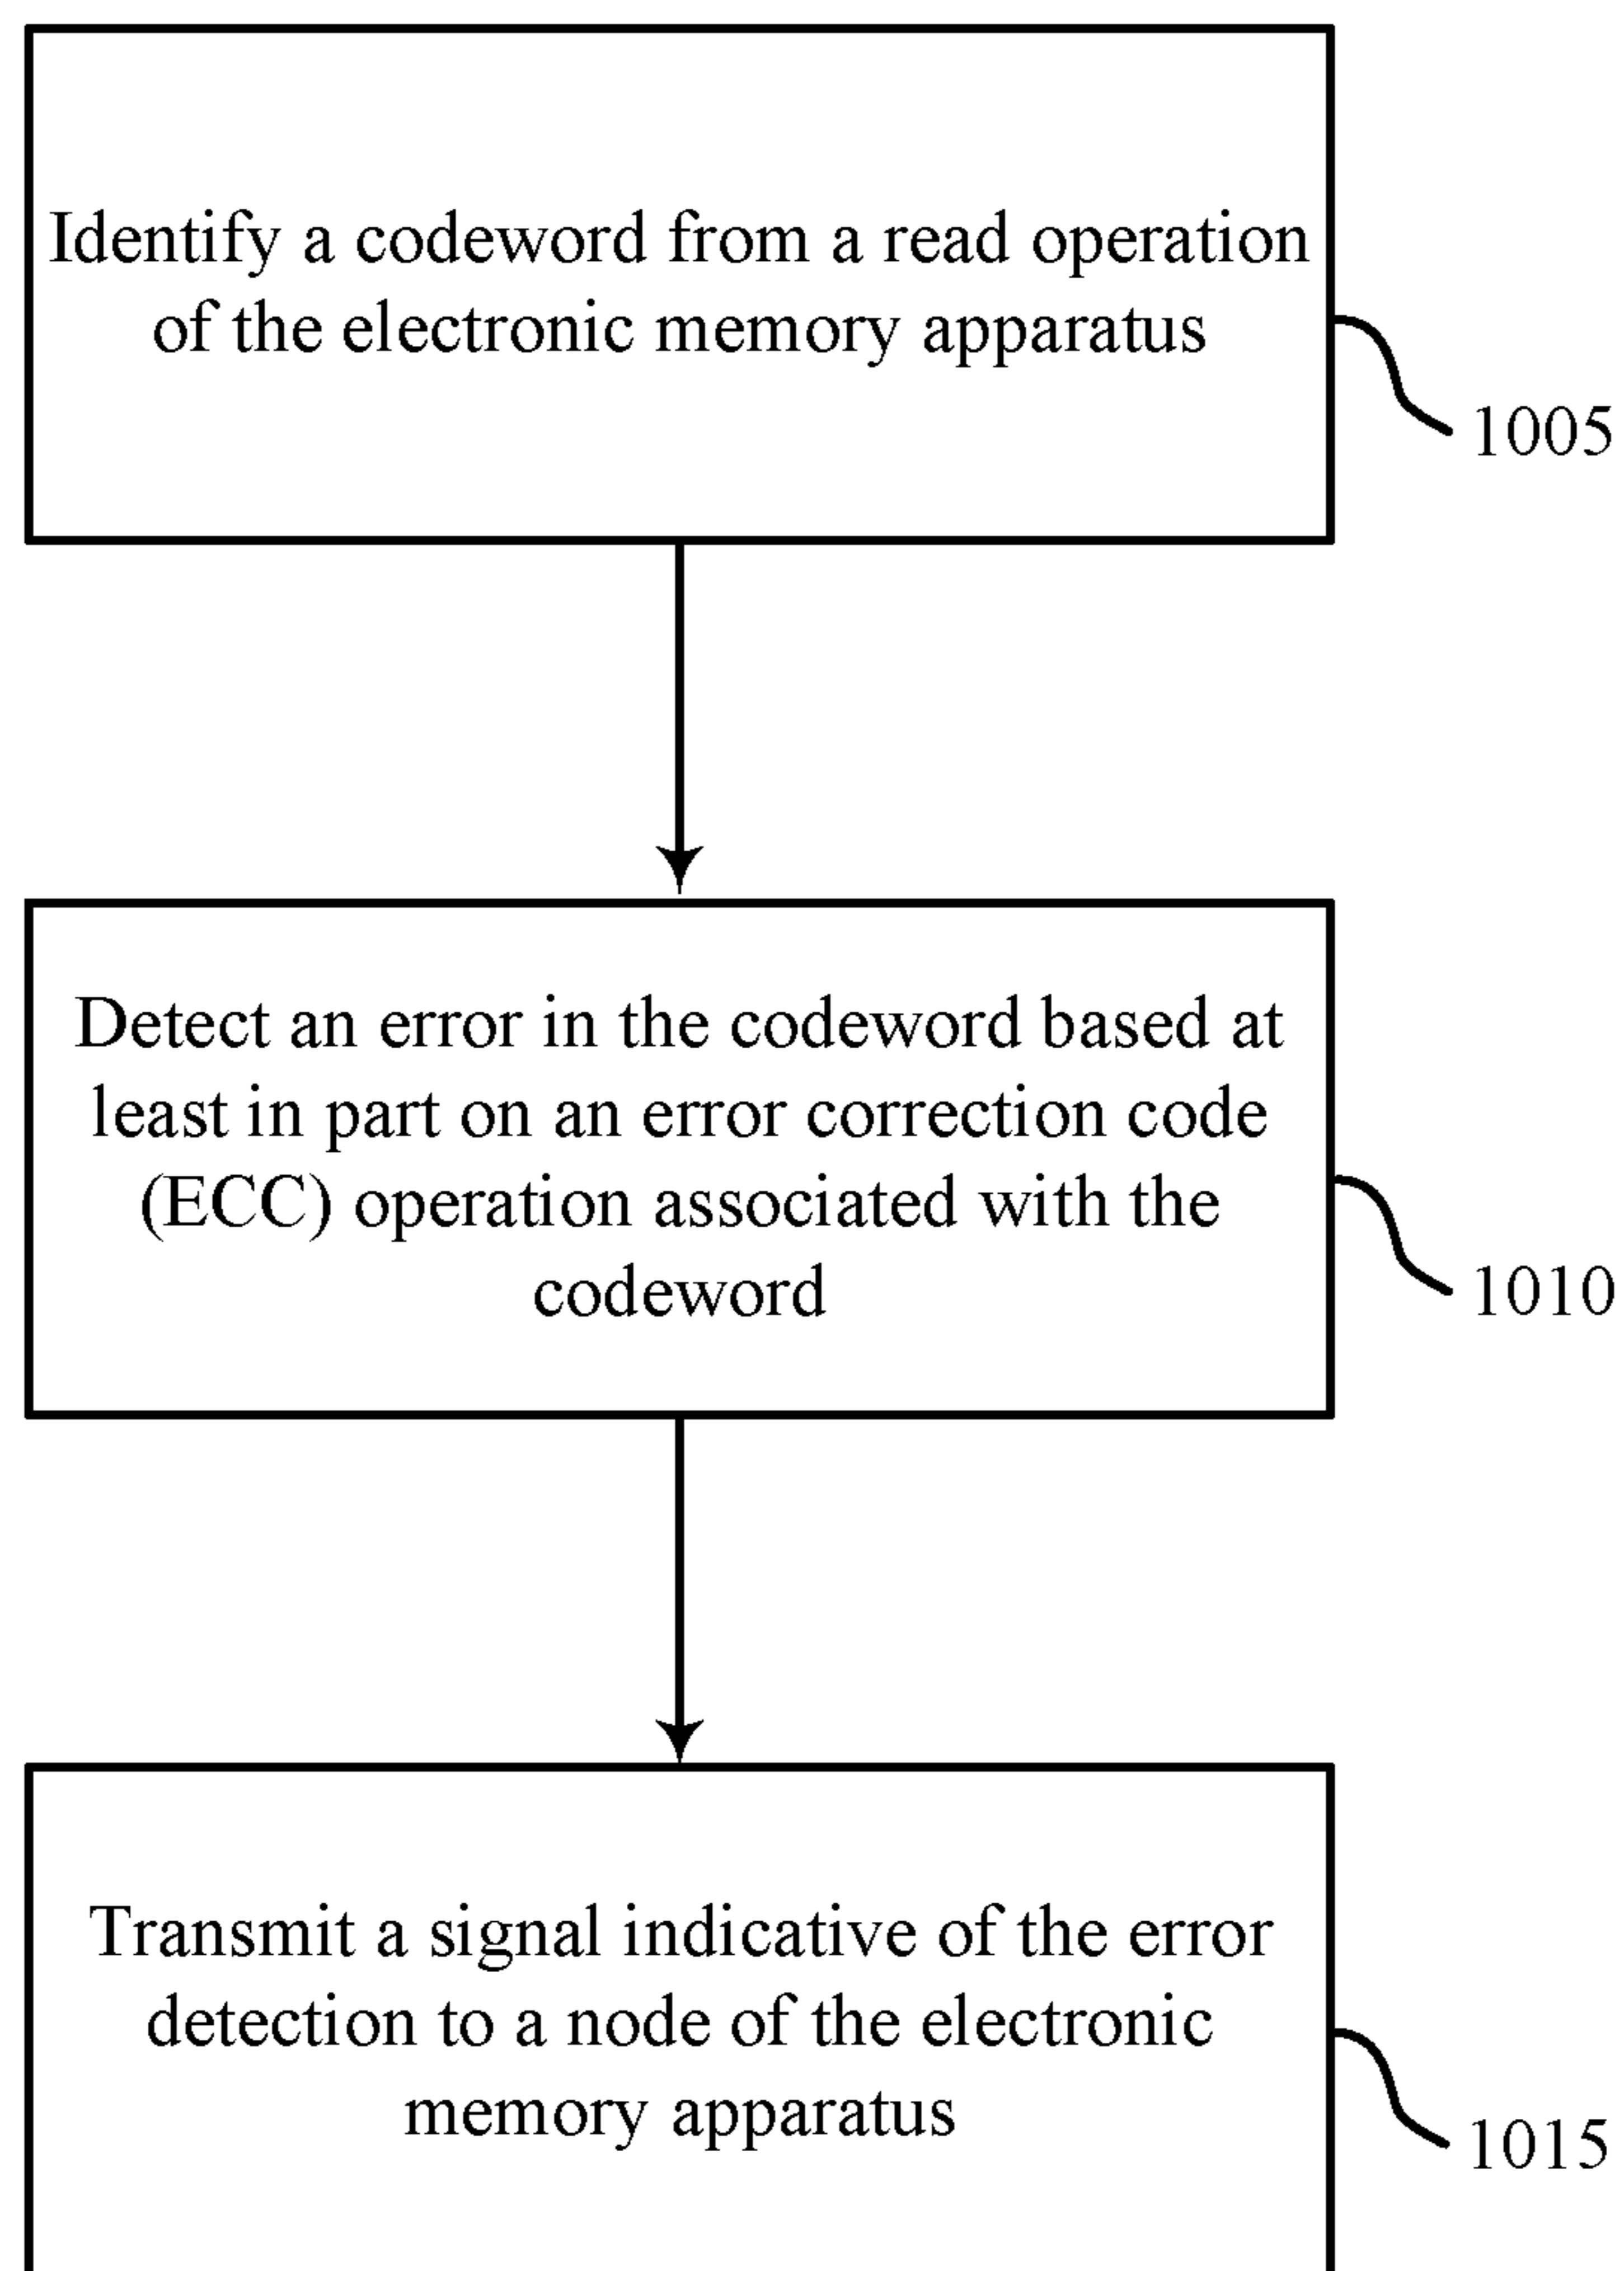 Identify a codeword from a read operation
of the electronic memory apparatus
1005
Detect an error in the codeword based at
least in part on an error correction code
(ECC) operation associated with the
codeword
1010
Transmit a signal indicative of the error
detection to a node of the electronic
memory apparatus
1015